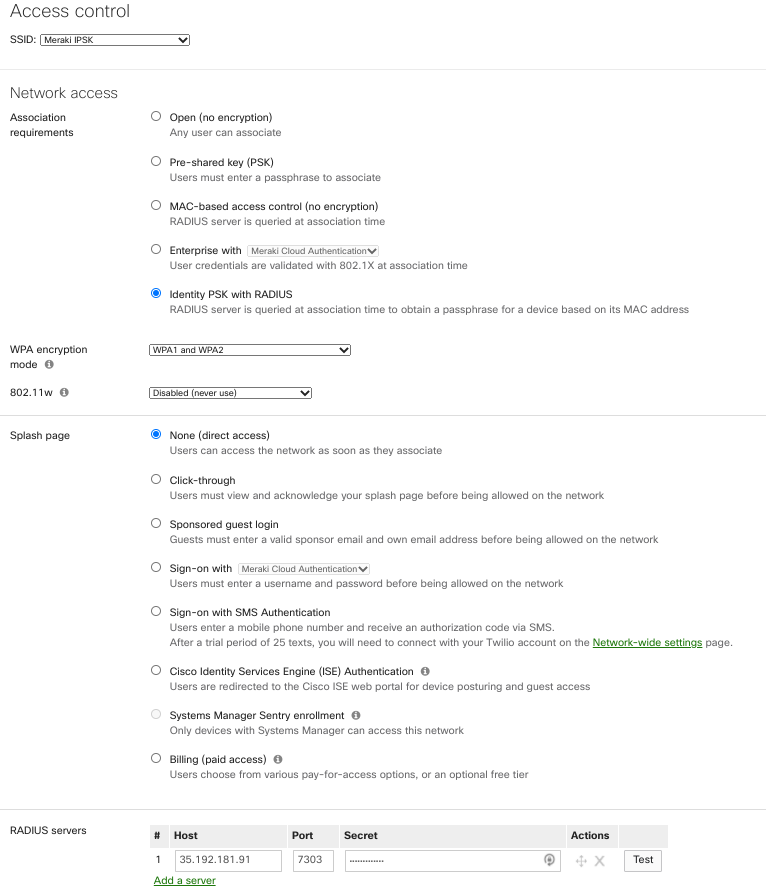 Access control
SSID: Meraki IPSK
Network access
Association requirements
Open (no encryption)
Any user can associate
Pre-shared key (PSK)
Users must enter a passphrase to associate
MAC-based access control (no encryption)
RADIUS server is queried at association time
Enterprise with Meraki Cloud Authentication
User credentials are validated with 802.1X at association time
Identity PSK with RADIUS
RADIUS server is queried at association time to obtain a passphrase for a device based on its MAC address
WPA encryption mode
WPA1 and WPA2
802.11w Disabled (never use)
Splash page
None (direct access)
Users can access the network as soon as they associate
Click-through
Users must view and acknowledge your splash page before being allowed on the network
Sponsored guest login
Guests must enter a valid sponsor email and own email address before being allowed on the network
Sign-on with Meraki Cloud Authentication
Users must enter a username and password before being allowed on the network
Sign-on with SMS Authentication
Users enter a mobile phone number and receive an authorization code via SMS.
After a trial period of 25 texts, you will need to connect with your Twilio account on the Network-wide settings page.
Cisco Identity Services Engine (ISE) Authentication
Users are redirected to the Cisco ISE web portal for device posturing and guest access
Systems Manager Sentry enrollment
Only devices with Systems Manager can access this network
Billing (paid access)
Users choose from various pay-for-access options, or an optional free tier
RADIUS servers
# Host Port Secret Actions
1 35.192.181.91 7303 ············· X Test
Add a server